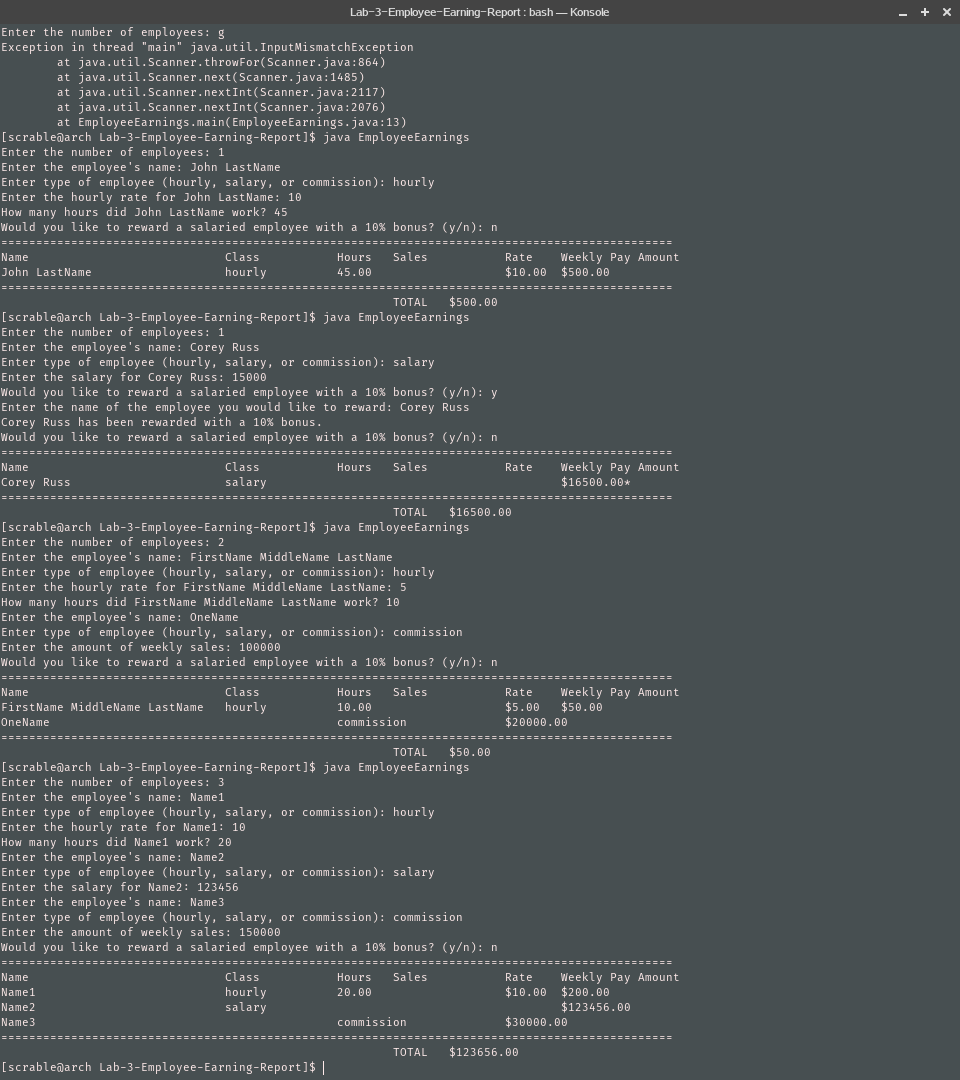 Lab-3-Employee-Earning-Report : bash — Konsole
Enter the number of employees: g
Exception in thread "main" java.util.InputMismatchException
        at java.util.Scanner.throwFor(Scanner.java:864)
        at java.util.Scanner.next(Scanner.java:1485)
        at java.util.Scanner.nextInt(Scanner.java:2117)
        at java.util.Scanner.nextInt(Scanner.java:2076)
        at EmployeeEarnings.main(EmployeeEarnings.java:13)
[scrable@arch Lab-3-Employee-Earning-Report]$ java EmployeeEarnings
Enter the number of employees: 1
Enter the employee's name: John LastName
Enter type of employee (hourly, salary, or commission): hourly
Enter the hourly rate for John LastName: 10
How many hours did John LastName work? 45
Would you like to reward a salaried employee with a 10% bonus? (y/n): n
================================================================================================
Name                            Class           Hours   Sales           Rate    Weekly Pay Amount
John LastName                   hourly          45.00                   $10.00  $500.00
================================================================================================
                                                        TOTAL   $500.00
[scrable@arch Lab-3-Employee-Earning-Report]$ java EmployeeEarnings
Enter the number of employees: 1
Enter the employee's name: Corey Russ
Enter type of employee (hourly, salary, or commission): salary
Enter the salary for Corey Russ: 15000
Would you like to reward a salaried employee with a 10% bonus? (y/n): y
Enter the name of the employee you would like to reward: Corey Russ
Corey Russ has been rewarded with a 10% bonus.
Would you like to reward a salaried employee with a 10% bonus? (y/n): n
================================================================================================
Name                            Class           Hours   Sales           Rate    Weekly Pay Amount
Corey Russ                      salary                                          $16500.00*
================================================================================================
                                                        TOTAL   $16500.00
[scrable@arch Lab-3-Employee-Earning-Report]$ java EmployeeEarnings
Enter the number of employees: 2
Enter the employee's name: FirstName MiddleName LastName
Enter type of employee (hourly, salary, or commission): hourly
Enter the hourly rate for FirstName MiddleName LastName: 5
How many hours did FirstName MiddleName LastName work? 10
Enter the employee's name: OneName
Enter type of employee (hourly, salary, or commission): commission
Enter the amount of weekly sales: 100000
Would you like to reward a salaried employee with a 10% bonus? (y/n): n
================================================================================================
Name                            Class           Hours   Sales           Rate    Weekly Pay Amount
FirstName MiddleName LastName   hourly          10.00                   $5.00   $50.00
OneName                                         commission              $20000.00
================================================================================================
                                                        TOTAL   $50.00
[scrable@arch Lab-3-Employee-Earning-Report]$ java EmployeeEarnings
Enter the number of employees: 3
Enter the employee's name: Name1
Enter type of employee (hourly, salary, or commission): hourly
Enter the hourly rate for Name1: 10
How many hours did Name1 work? 20
Enter the employee's name: Name2
Enter type of employee (hourly, salary, or commission): salary
Enter the salary for Name2: 123456
Enter the employee's name: Name3
Enter type of employee (hourly, salary, or commission): commission
Enter the amount of weekly sales: 150000
Would you like to reward a salaried employee with a 10% bonus? (y/n): n
================================================================================================
Name                            Class           Hours   Sales           Rate    Weekly Pay Amount
Name1                           hourly          20.00                   $10.00  $200.00
Name2                           salary                                          $123456.00
Name3                                           commission              $30000.00
================================================================================================
                                                        TOTAL   $123656.00
[scrable@arch Lab-3-Employee-Earning-Report]$